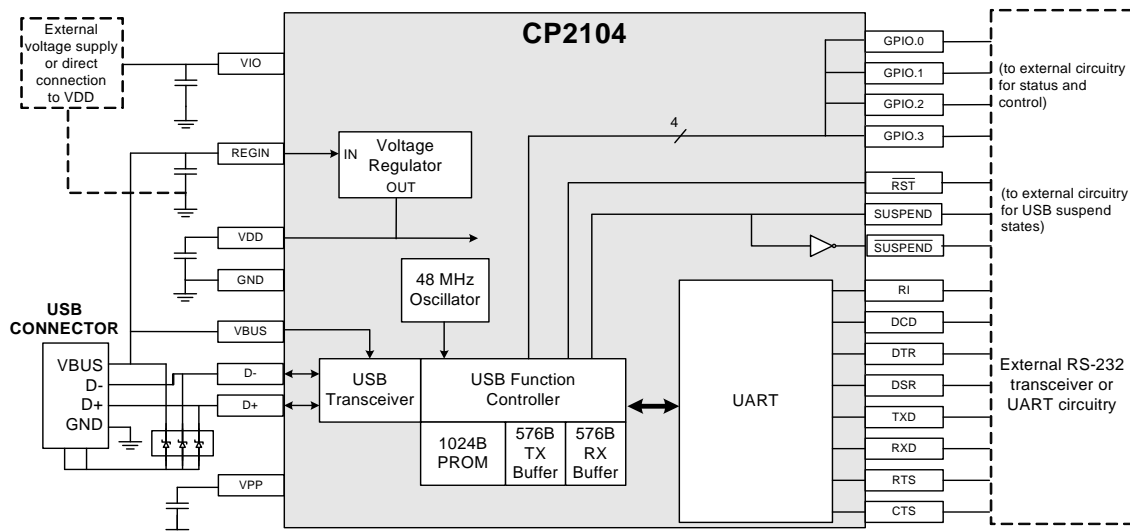 CP2104
External
voltage supply
or direct
connection
to VDD
VIO
REGIN
IN
Voltage
Regulator
OUT
VDD
GND
48 MHz
Oscillator
USB
CONNECTOR
VBUS
D-
D+
GND
VBUS
D-
D+
VPP
USB
Transceiver
USB Function
Controller
1024B
PROM
576B
TX
Buffer
576B
RX
Buffer
UART
4
GPIO.0
GPIO.1
GPIO.2
GPIO.3
RST
SUSPEND
SUSPEND
RI
DCD
DTR
DSR
TXD
RXD
RTS
CTS
(to external circuitry
for status and
control)
(to external circuitry
for USB suspend
states)
External RS-232
transceiver or
UART circuitry